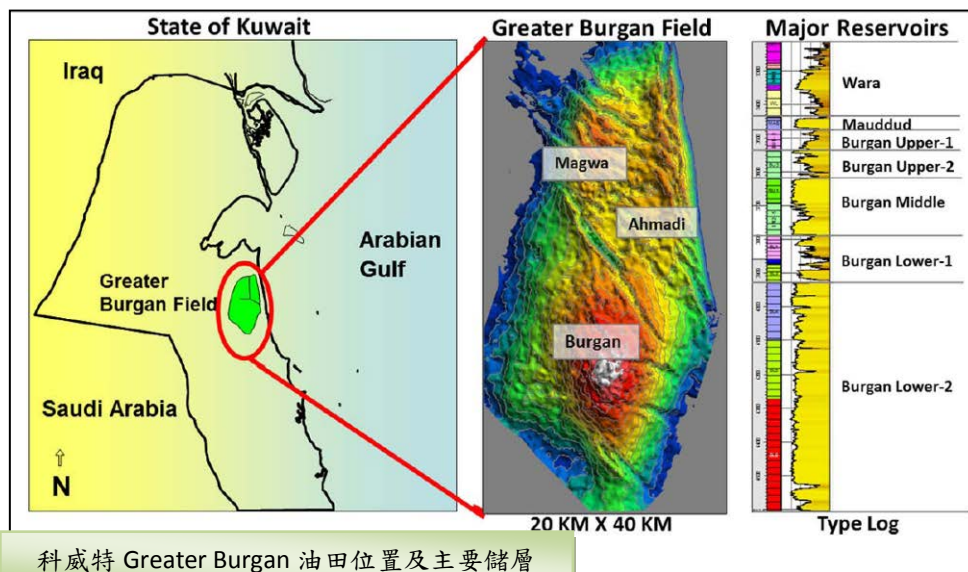 State of Kuwait
Iraq
Arabian
Gulf
Greater
Burgan Field
Saudi Arabia
N
Greater Burgan Field
Magwa
Ahmadi
Burgan
20 KM X 40 KM
Major Reservoirs
Wara
Mauddud
Burgan Upper-1
Burgan Upper-2
Burgan Middle
Burgan Lower-1
Burgan Lower-2
Type Log
科威特 Greater Burgan 油田位置及主要儲層